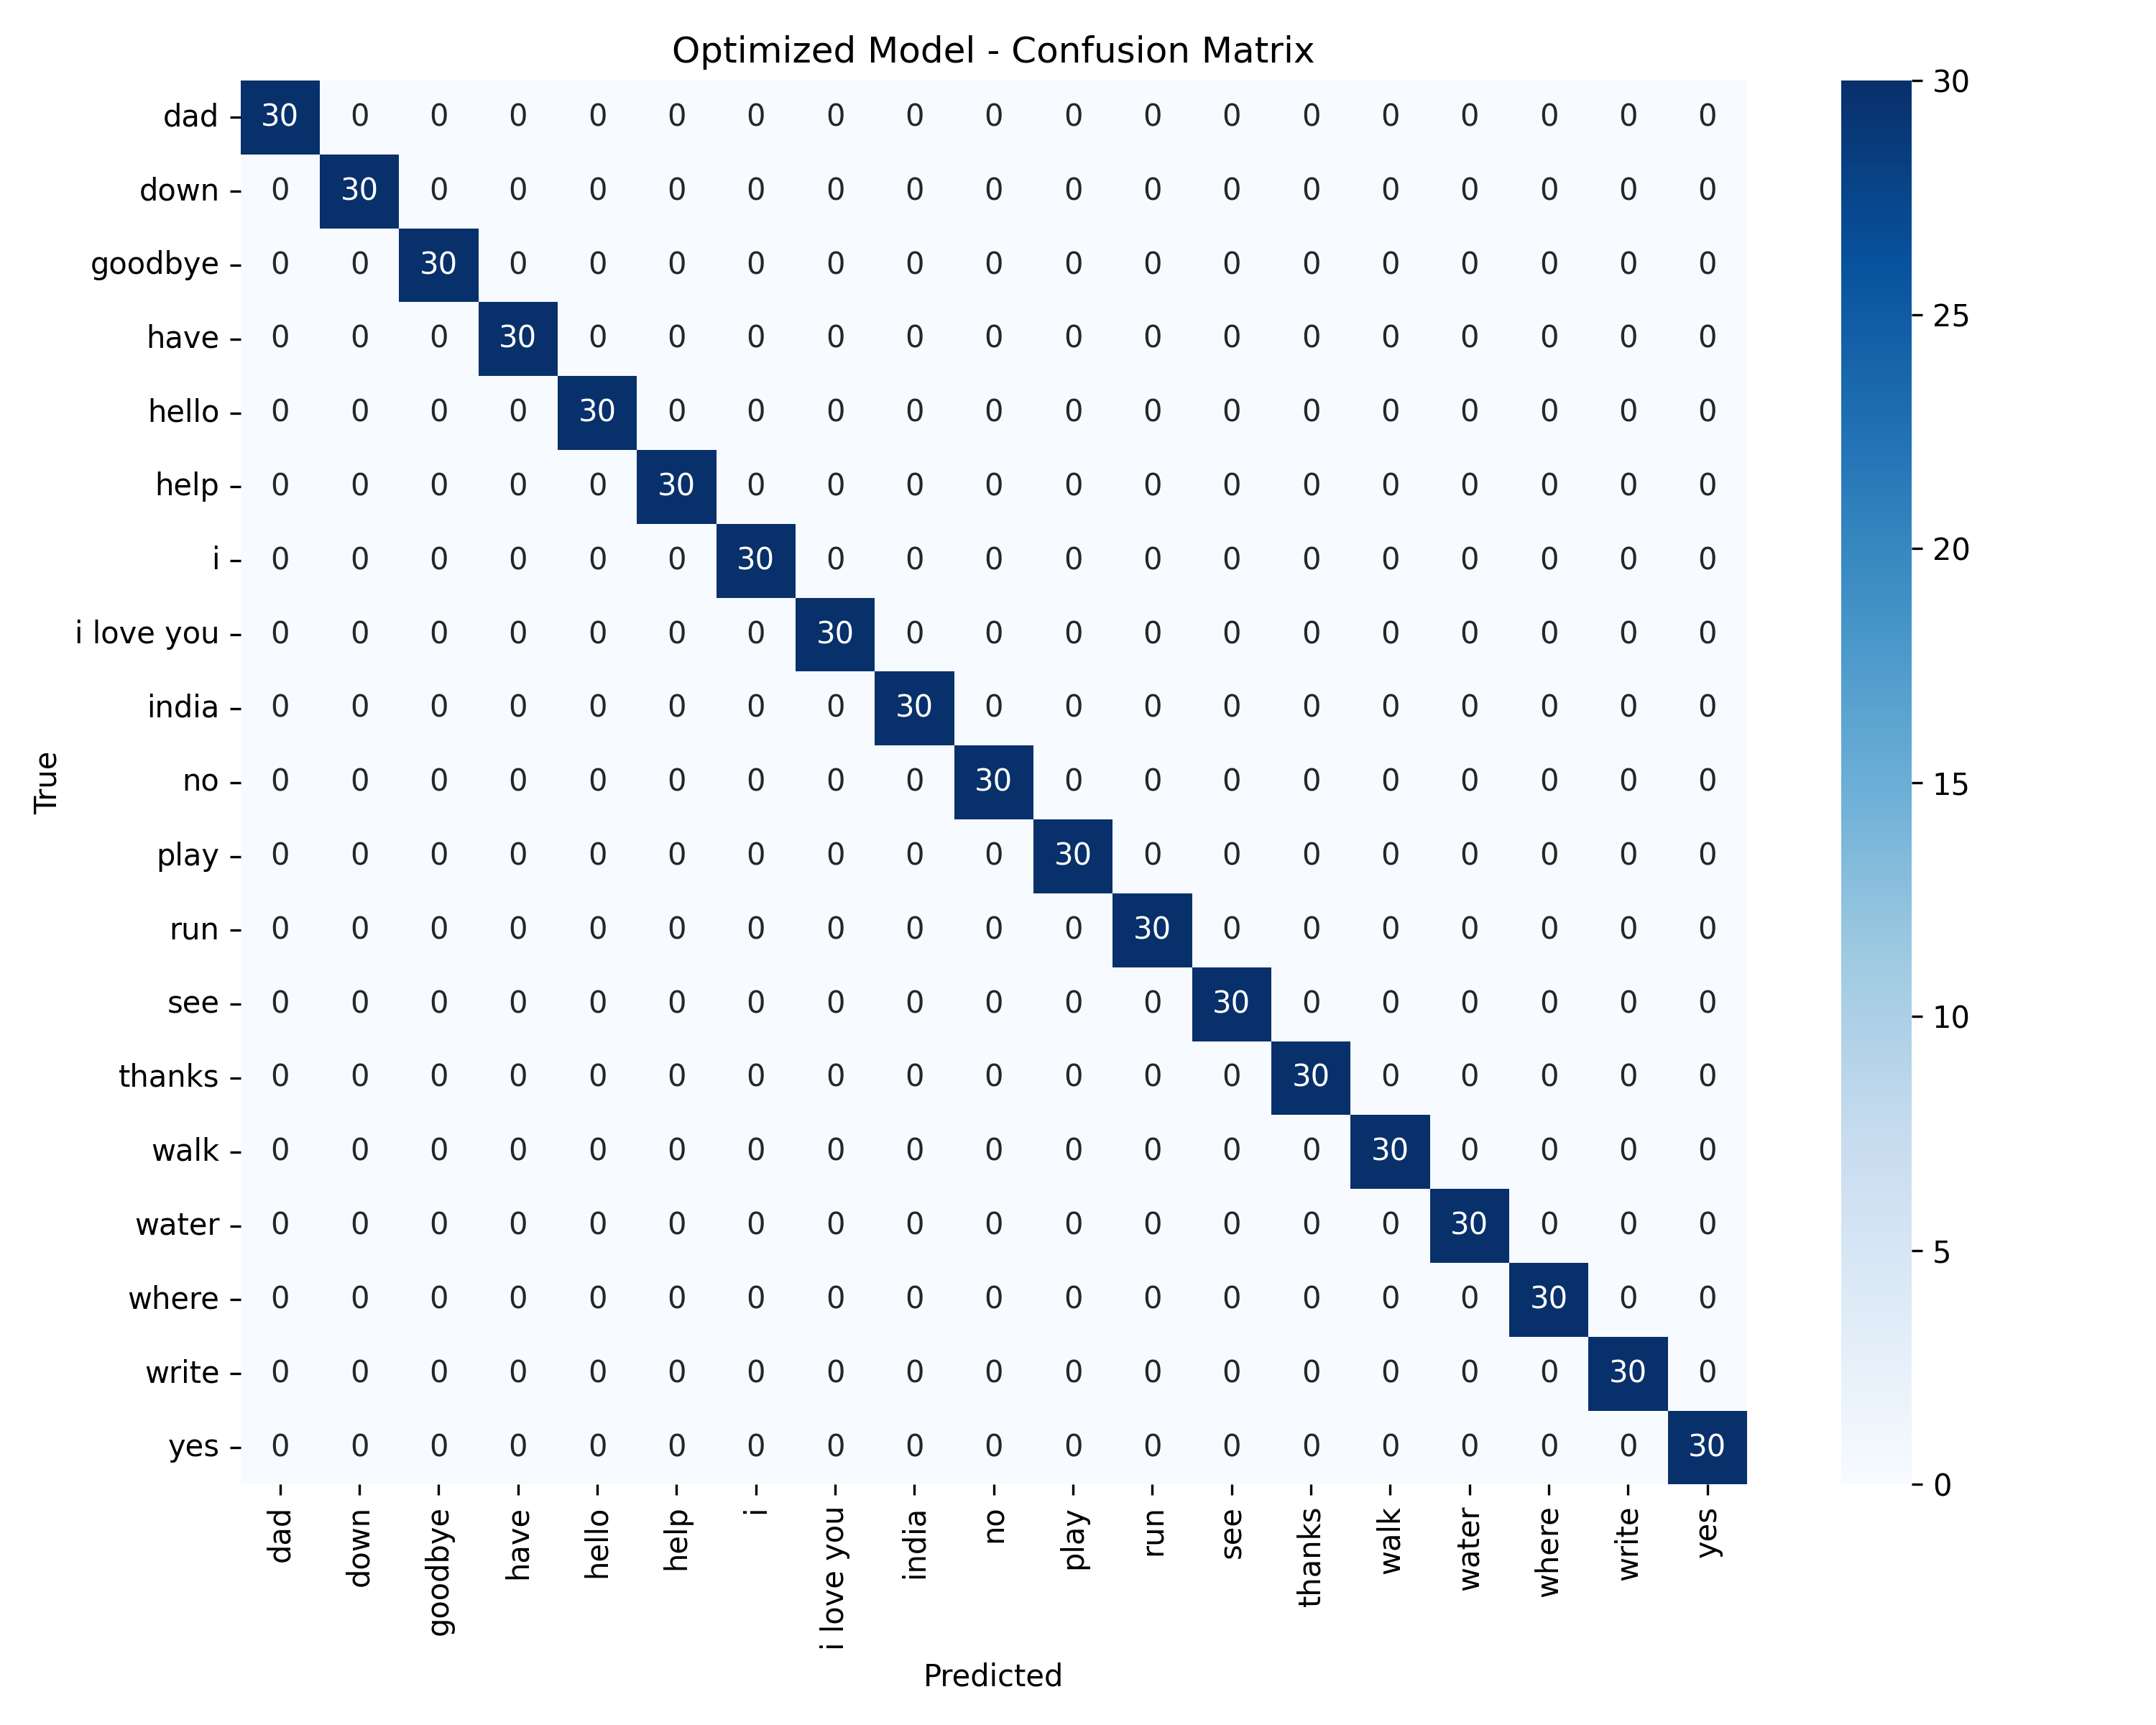 Optimized Model - Confusion Matrix
dad 30 0 0 0 0 0 0 0 0 0 0 0 0 0 0 0 0 0 0
down 0 30 0 0 0 0 0 0 0 0 0 0 0 0 0 0 0 0 0
goodbye 0 0 30 0 0 0 0 0 0 0 0 0 0 0 0 0 0 0 0
have 0 0 0 30 0 0 0 0 0 0 0 0 0 0 0 0 0 0 0
hello 0 0 0 0 30 0 0 0 0 0 0 0 0 0 0 0 0 0 0
help 0 0 0 0 0 30 0 0 0 0 0 0 0 0 0 0 0 0 0
i 0 0 0 0 0 0 30 0 0 0 0 0 0 0 0 0 0 0 0
i love you 0 0 0 0 0 0 0 30 0 0 0 0 0 0 0 0 0 0 0
india 0 0 0 0 0 0 0 0 30 0 0 0 0 0 0 0 0 0 0
no 0 0 0 0 0 0 0 0 0 30 0 0 0 0 0 0 0 0 0
play 0 0 0 0 0 0 0 0 0 0 30 0 0 0 0 0 0 0 0
run 0 0 0 0 0 0 0 0 0 0 0 30 0 0 0 0 0 0 0
see 0 0 0 0 0 0 0 0 0 0 0 0 30 0 0 0 0 0 0
thanks 0 0 0 0 0 0 0 0 0 0 0 0 0 30 0 0 0 0 0
walk 0 0 0 0 0 0 0 0 0 0 0 0 0 0 30 0 0 0 0
water 0 0 0 0 0 0 0 0 0 0 0 0 0 0 0 30 0 0 0
where 0 0 0 0 0 0 0 0 0 0 0 0 0 0 0 0 30 0 0
write 0 0 0 0 0 0 0 0 0 0 0 0 0 0 0 0 0 30 0
yes 0 0 0 0 0 0 0 0 0 0 0 0 0 0 0 0 0 0 30
dad down goodbye have hello help i i love you india no play run see thanks walk water where write yes
Predicted
True
30
25
20
15
10
5
0